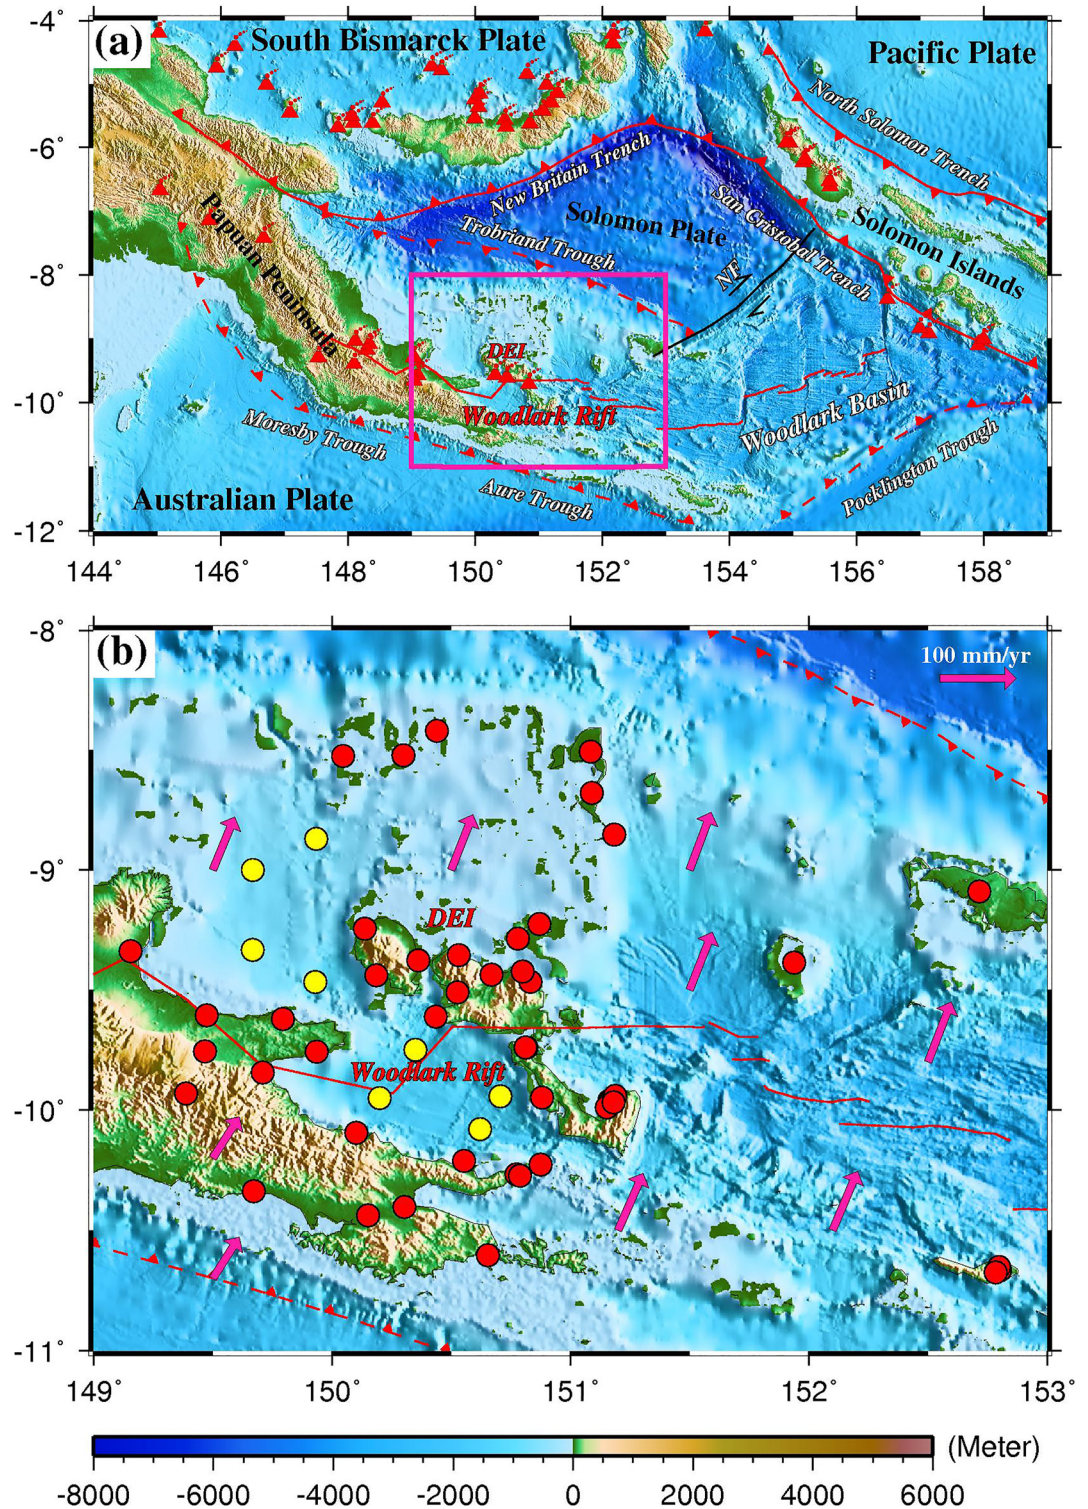 (a)
South Bismarck Plate
Pacific Plate
North Solomon Trench
New Britain Trench
San Cristobal Trench
Solomon Plate
Solomon Islands
Papuan Peninsula
Trobriand Trough
NF
DEI
Woodlark Rift
Woodlark Basin
Moresby Trough
Aure Trough
Pocklington Trough
Australian Plate
-4°
-6°
-8°
-10°
-12°
144° 146° 148° 150° 152° 154° 156° 158°
(b)
100 mm/yr
DEI
Woodlark Rift
-8°
-9°
-10°
-11°
149° 150° 151° 152° 153°
(Meter)
-8000 -6000 -4000 -2000 0 2000 4000 6000